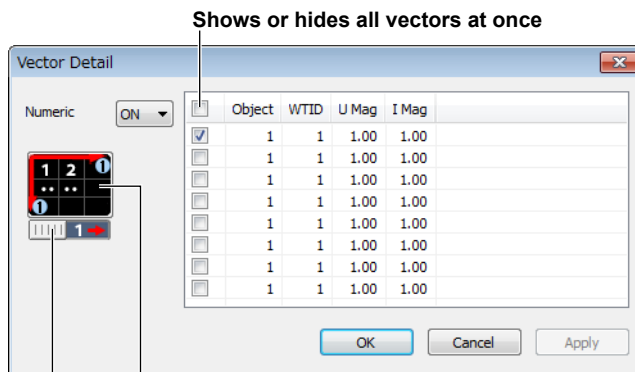 Shows or hides all vectors at once
Vector Detail
Numeric ON
Object WTID U Mag I Mag
1 1 1.00 1.00
1 1 1.00 1.00
1 1 1.00 1.00
1 1 1.00 1.00
1 1 1.00 1.00
1 1 1.00 1.00
1 1 1.00 1.00
1 1 1.00 1.00
1 2 1
1
1
OK Cancel Apply